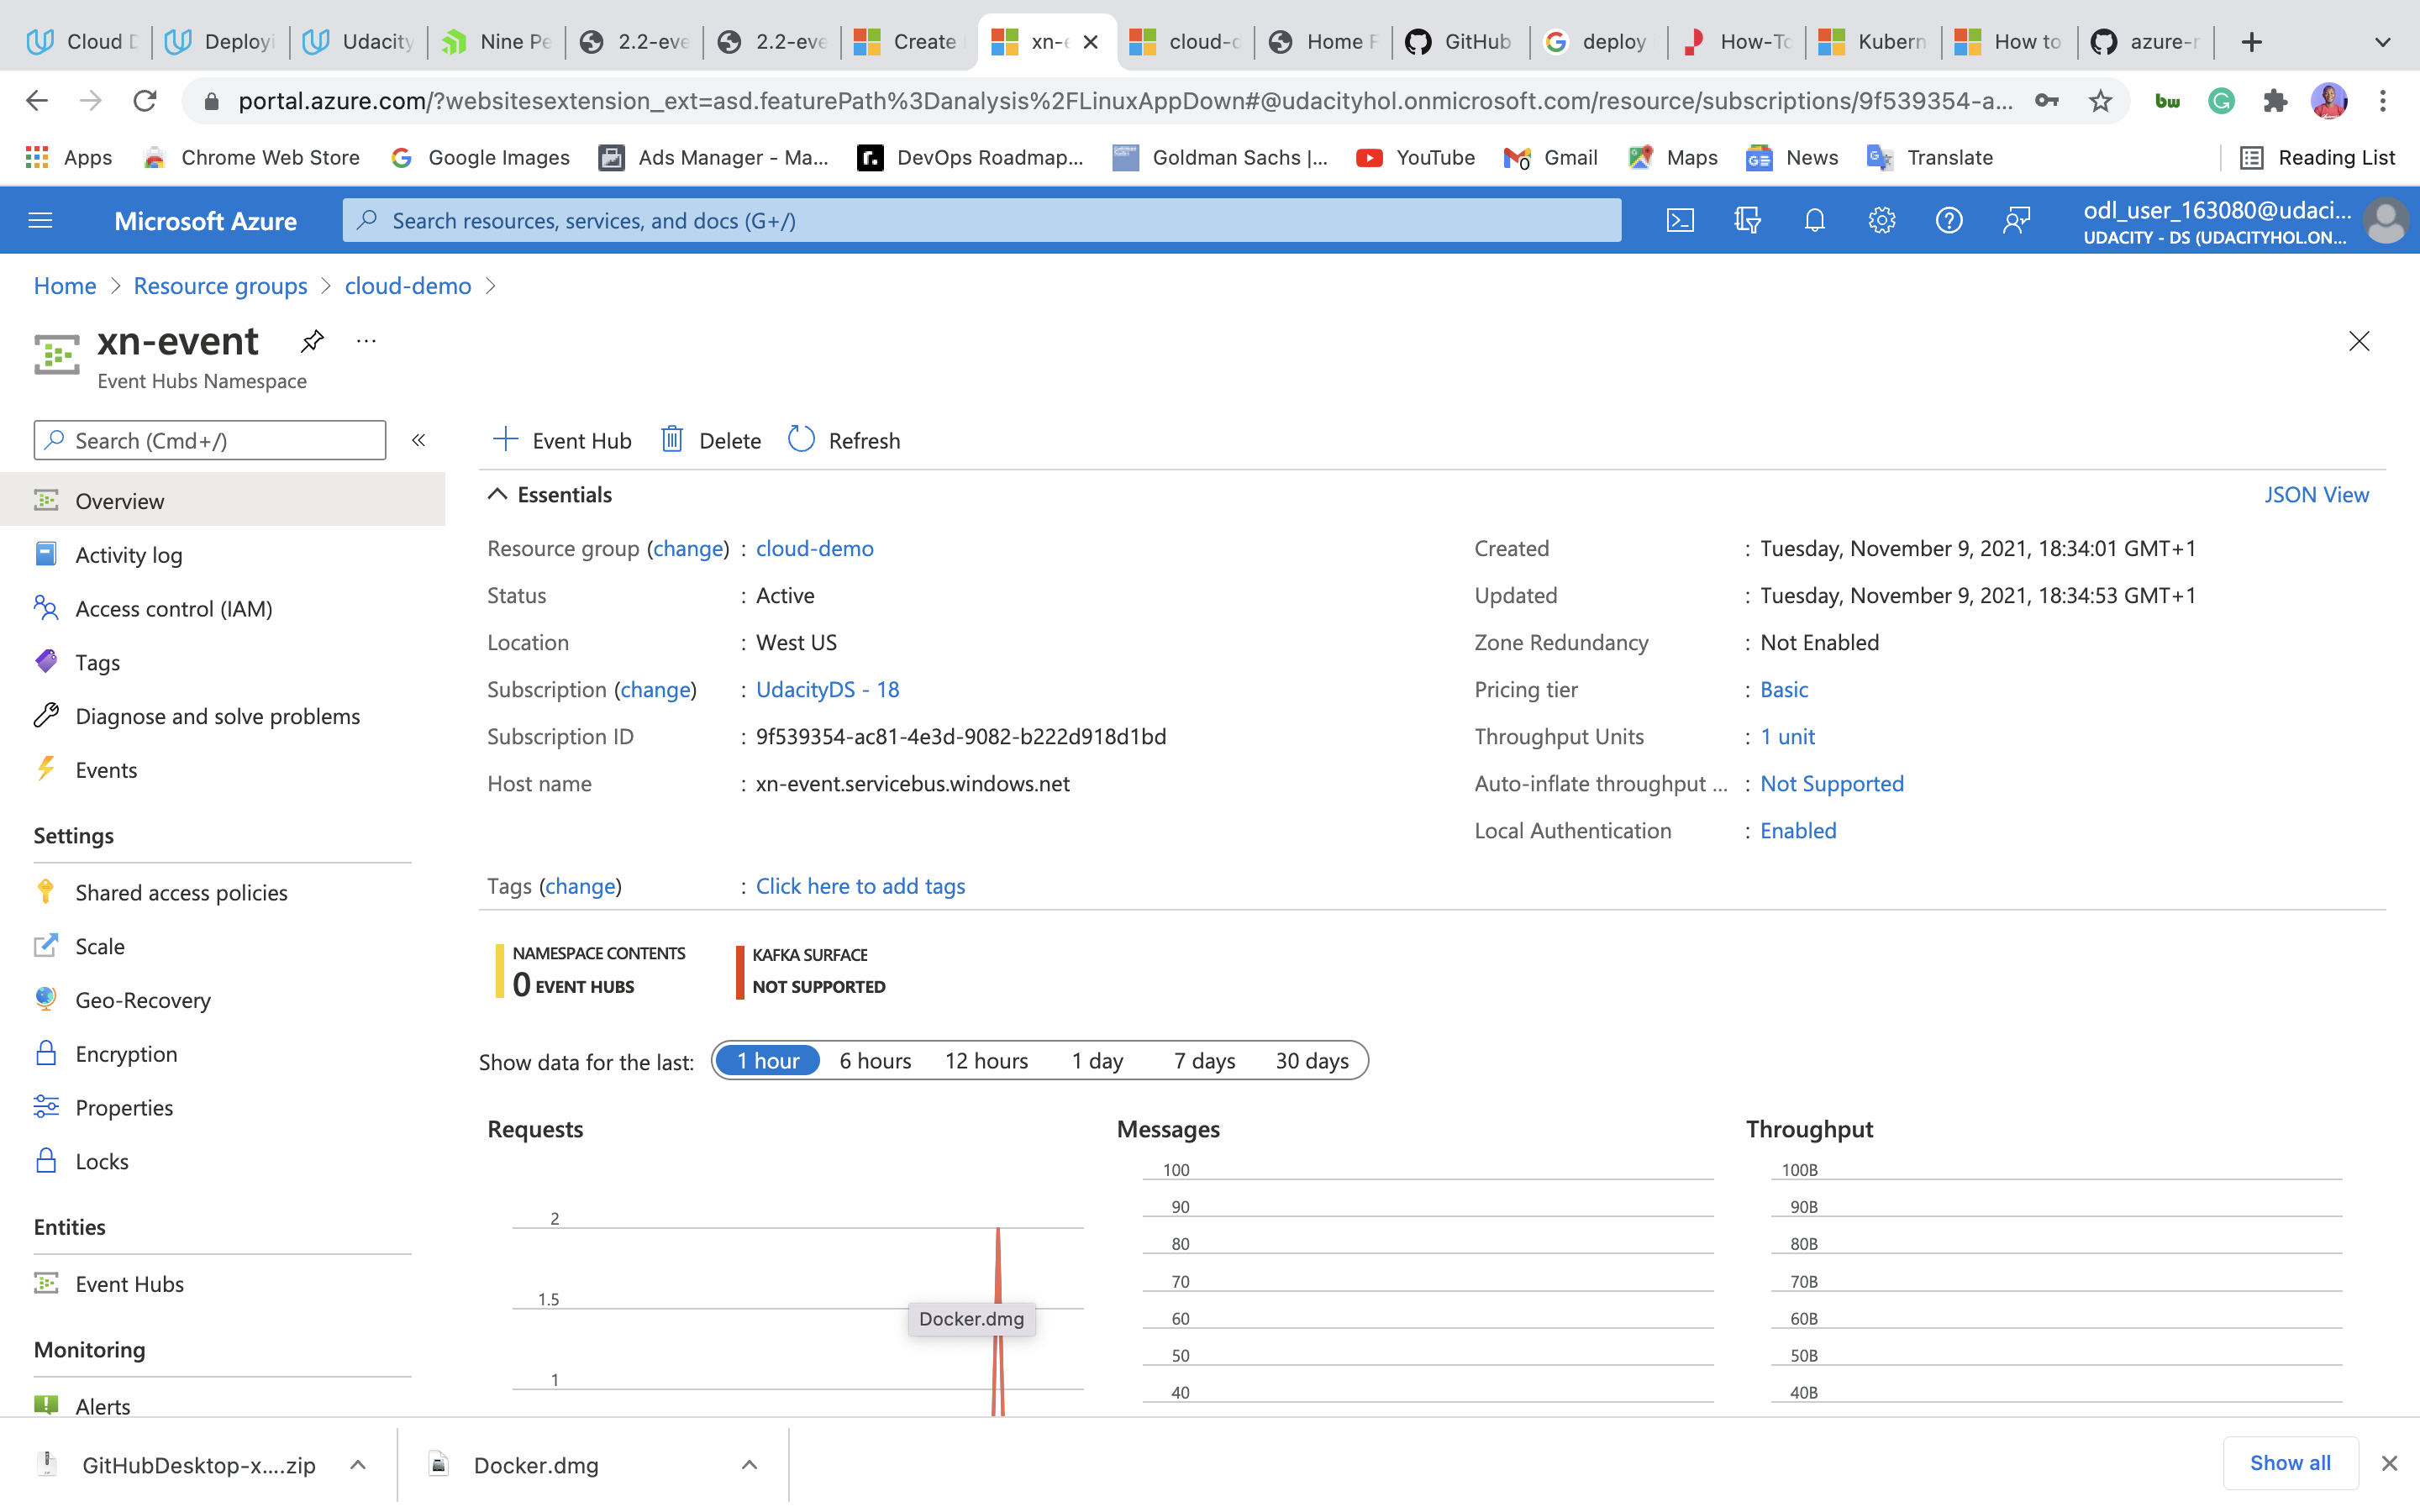 Cloud D
Deployi
Udacity
Nine Pe
2.2-eve
2.2-eve
Create
xn-e
cloud-d
Home F
GitHub
deploy
How-To
Kubern
How to
azure-r
portal.azure.com/?websitesextension_ext=asd.featurePath%3Danalysis%2FLinuxAppDown#@udacityhol.onmicrosoft.com/resource/subscriptions/9f539354-a...
Apps
Chrome Web Store
Google Images
Ads Manager - Ma...
DevOps Roadmap...
Goldman Sachs |...
YouTube
Gmail
Maps
News
Translate
Reading List
Microsoft Azure
Search resources, services, and docs (G+/)
odl_user_163080@udaci...
UDACITY - DS (UDACITYHOL.ON...
Home > Resource groups > cloud-demo >
xn-event
Event Hubs Namespace
Search (Cmd+/)
«
Overview
Activity log
Access control (IAM)
Tags
Diagnose and solve problems
Events
Settings
Shared access policies
Scale
Geo-Recovery
Encryption
Properties
Locks
Entities
Event Hubs
Monitoring
Alerts
Event Hub
Delete
Refresh
Essentials
JSON View
Resource group (change) : cloud-demo
Status : Active
Location : West US
Subscription (change) : UdacityDS - 18
Subscription ID : 9f539354-ac81-4e3d-9082-b222d918d1bd
Host name : xn-event.servicebus.windows.net
Created : Tuesday, November 9, 2021, 18:34:01 GMT+1
Updated : Tuesday, November 9, 2021, 18:34:53 GMT+1
Zone Redundancy : Not Enabled
Pricing tier : Basic
Throughput Units : 1 unit
Auto-inflate throughput ... : Not Supported
Local Authentication : Enabled
Tags (change) : Click here to add tags
NAMESPACE CONTENTS
0 EVENT HUBS
KAFKA SURFACE
NOT SUPPORTED
Show data for the last: 1 hour 6 hours 12 hours 1 day 7 days 30 days
Requests
2
1.5
1
Docker.dmg
Messages
100
90
80
70
60
50
40
Throughput
100B
90B
80B
70B
60B
50B
40B
GitHubDesktop-x....zip
Docker.dmg
Show all